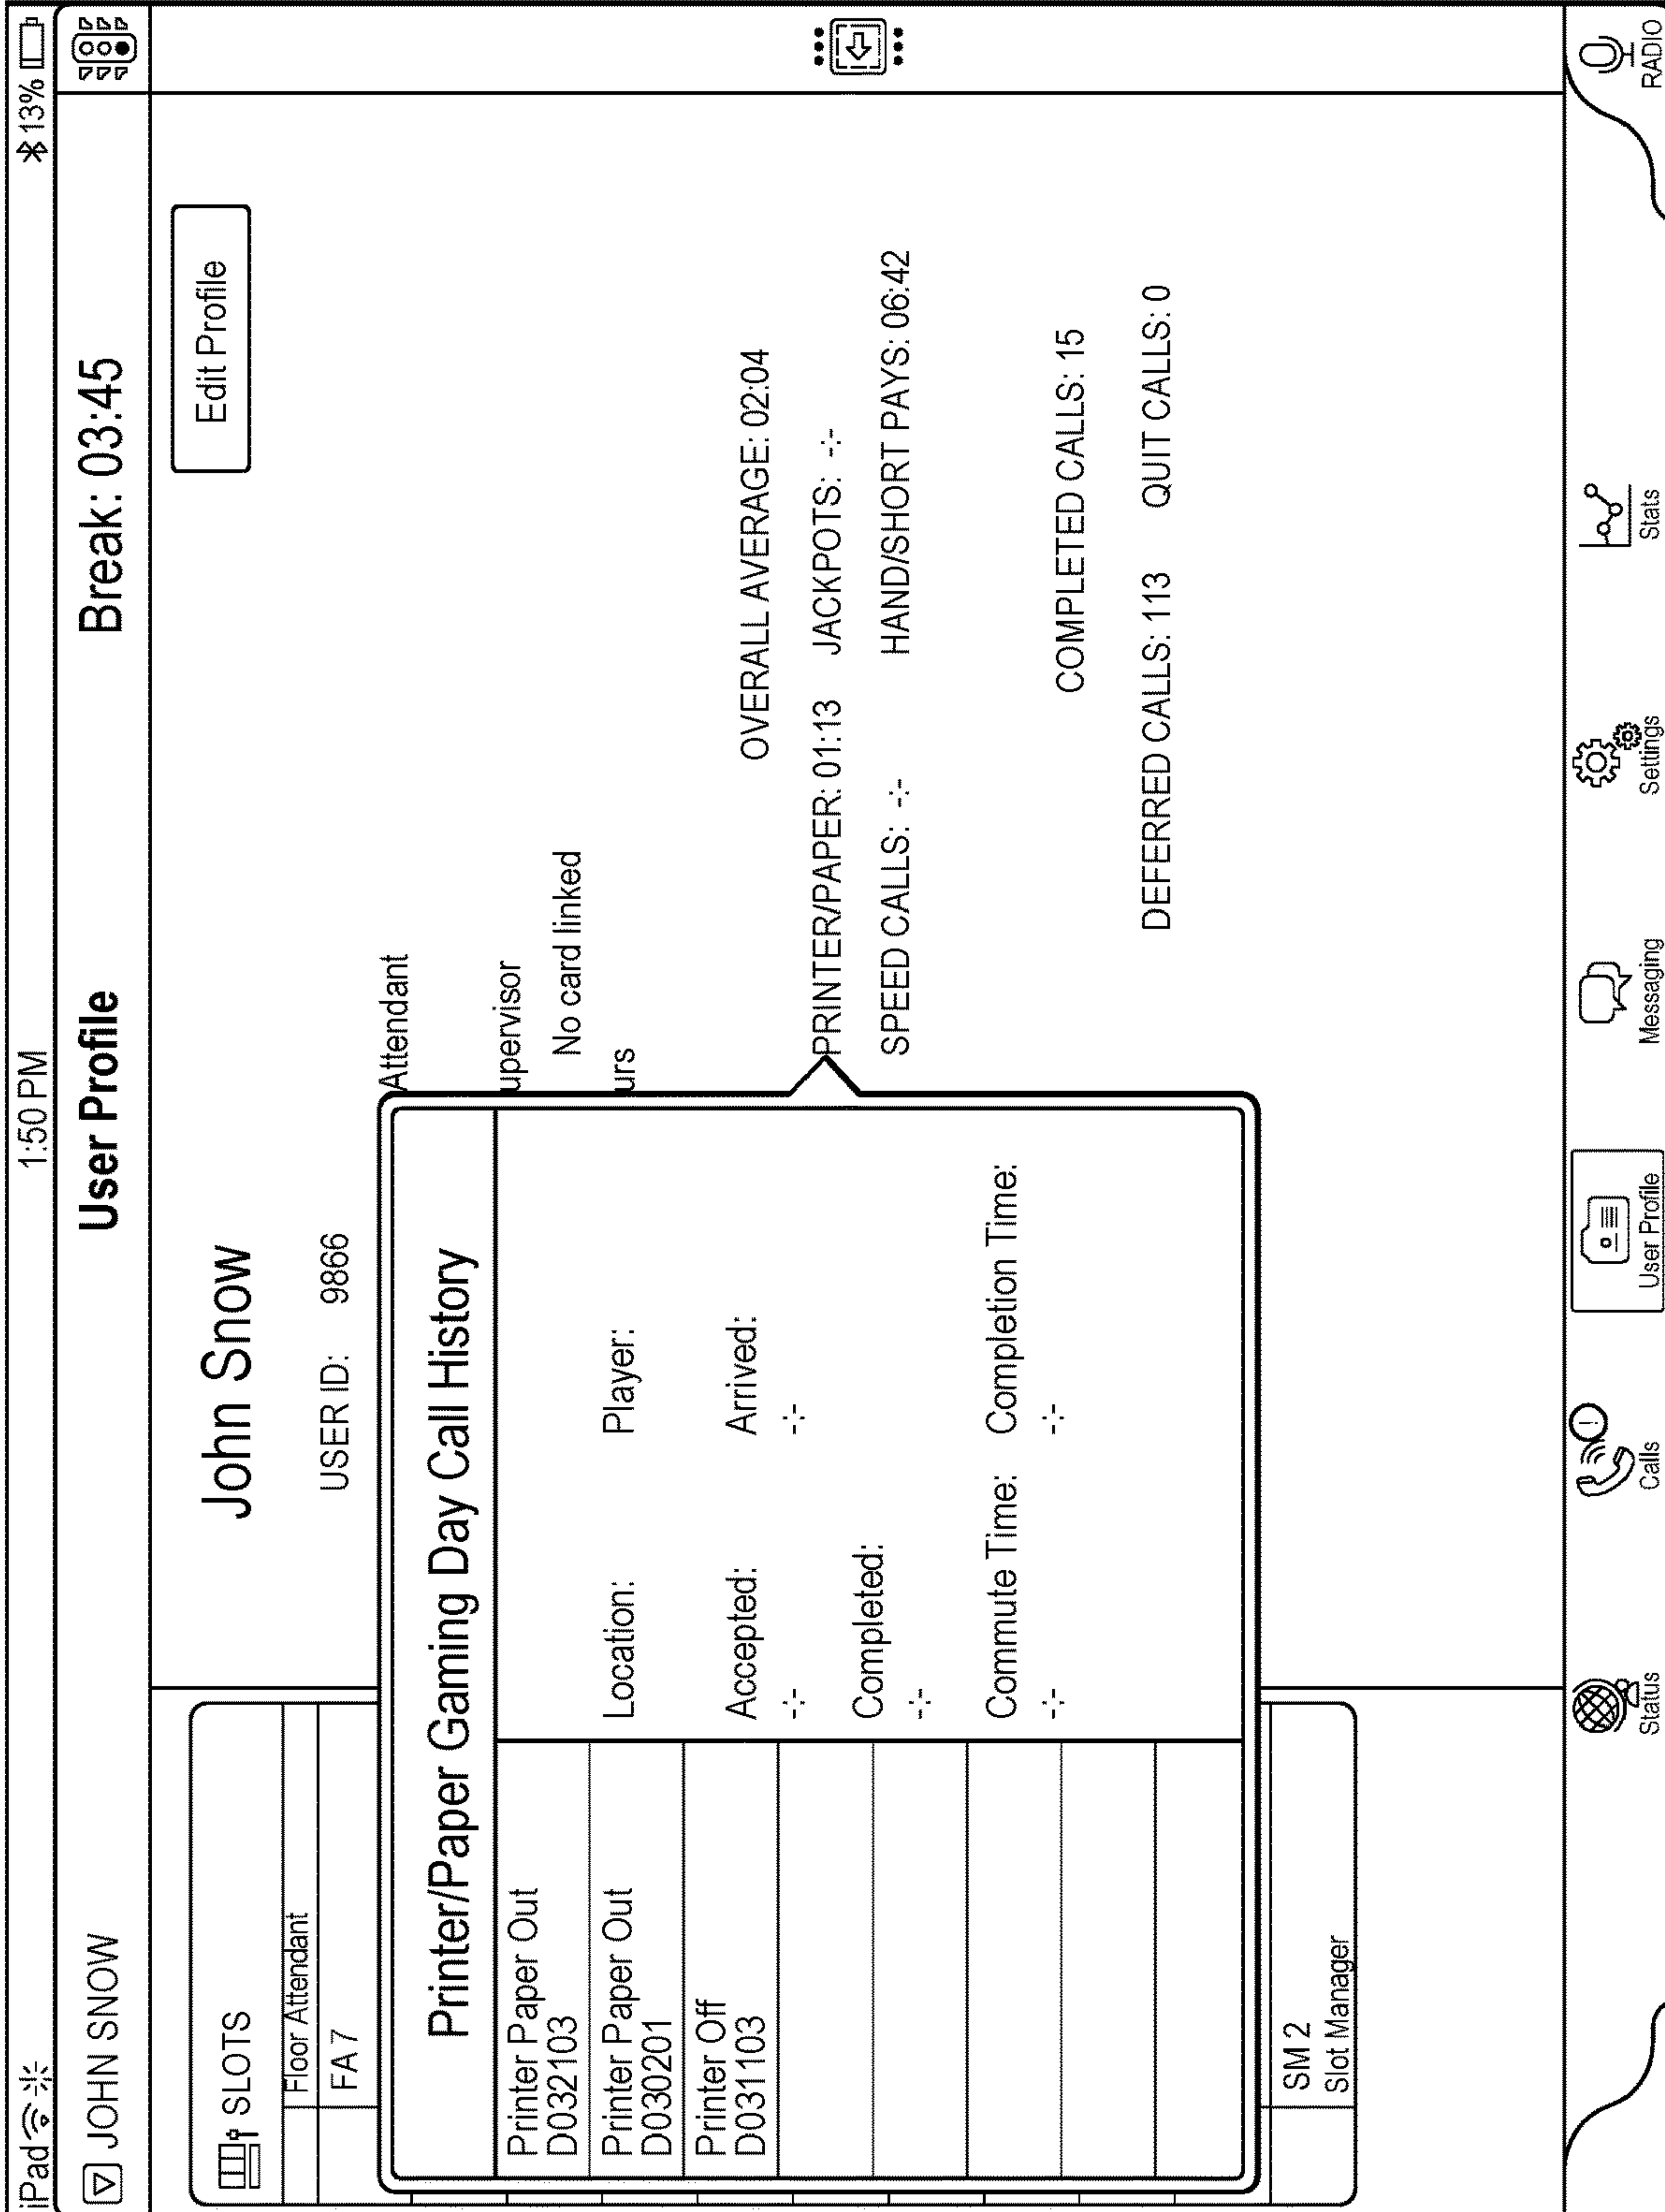 iPad 1:50 PM 13%
JOHN SNOW User Profile Break: 03:45
SLOTS
Floor Attendant
FA 7
SM 2
Slot Manager
John Snow
Edit Profile
USER ID: 9866
Attendant
upervisor
No card linked
urs
Printer/Paper Gaming Day Call History
Printer Paper Out
D032103
Printer Paper Out
D030201
Printer Off
D031103
Location: Player:
Accepted: Arrived:
-:- -:-
Completed:
-:-
Commute Time: Completion Time:
-:- -:-
OVERALL AVERAGE: 02:04
PRINTER/PAPER: 01:13 JACKPOTS: -:-
SPEED CALLS: -:- HAND/SHORT PAYS: 06:42
COMPLETED CALLS: 15
DEFERRED CALLS: 113 QUIT CALLS: 0
Status Calls User Profile Messaging Settings Stats RADIO